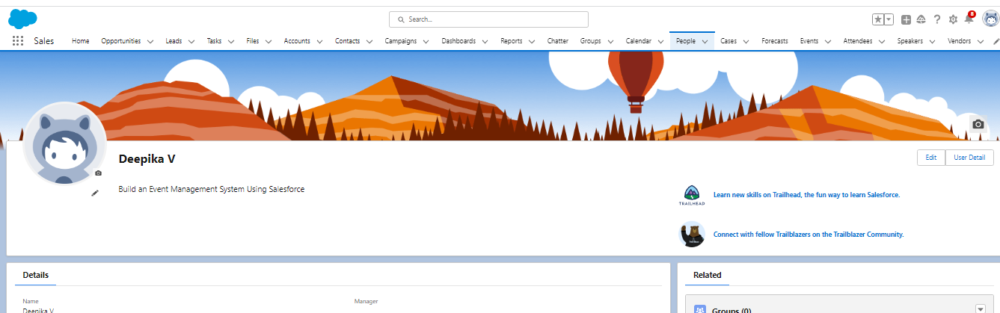 Search...
8
Sales Home Opportunities Leads Tasks Files Accounts Contacts Campaigns Dashboards Reports Chatter Groups Calendar People Cases Forecasts Events Attendees Speakers Vendors
Deepika V
Edit User Detail
Build an Event Management System Using Salesforce
TRAILHEAD
Learn new skills on Trailhead, the fun way to learn Salesforce.
Connect with fellow Trailblazers on the Trailblazer Community.
Details
Related
Name
Manager
Deepika V
Groups (0)